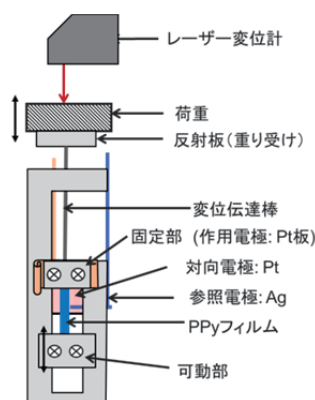 レーザー変位計
荷重
反射板(重り受け)
変位伝達棒
固定部 (作用電極: Pt板)
対向電極: Pt
参照電極: Ag
PPyフィルム
可動部